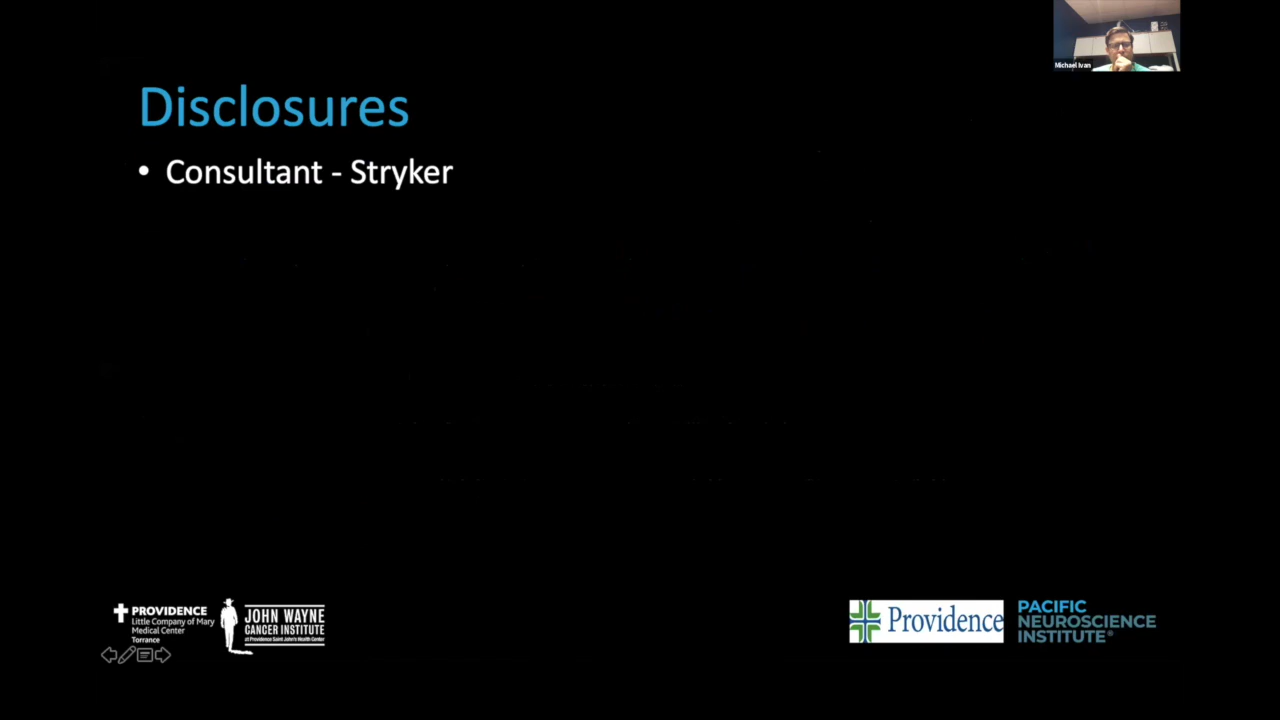 Michael Ivan
Disclosures
• Consultant - Stryker
PROVIDENCE
Little Company of Mary
Medical Center
Torrance
JOHN WAYNE
CANCER INSTITUTE
at Providence Saint John's Health Center
Providence
PACIFIC
NEUROSCIENCE
INSTITUTE®